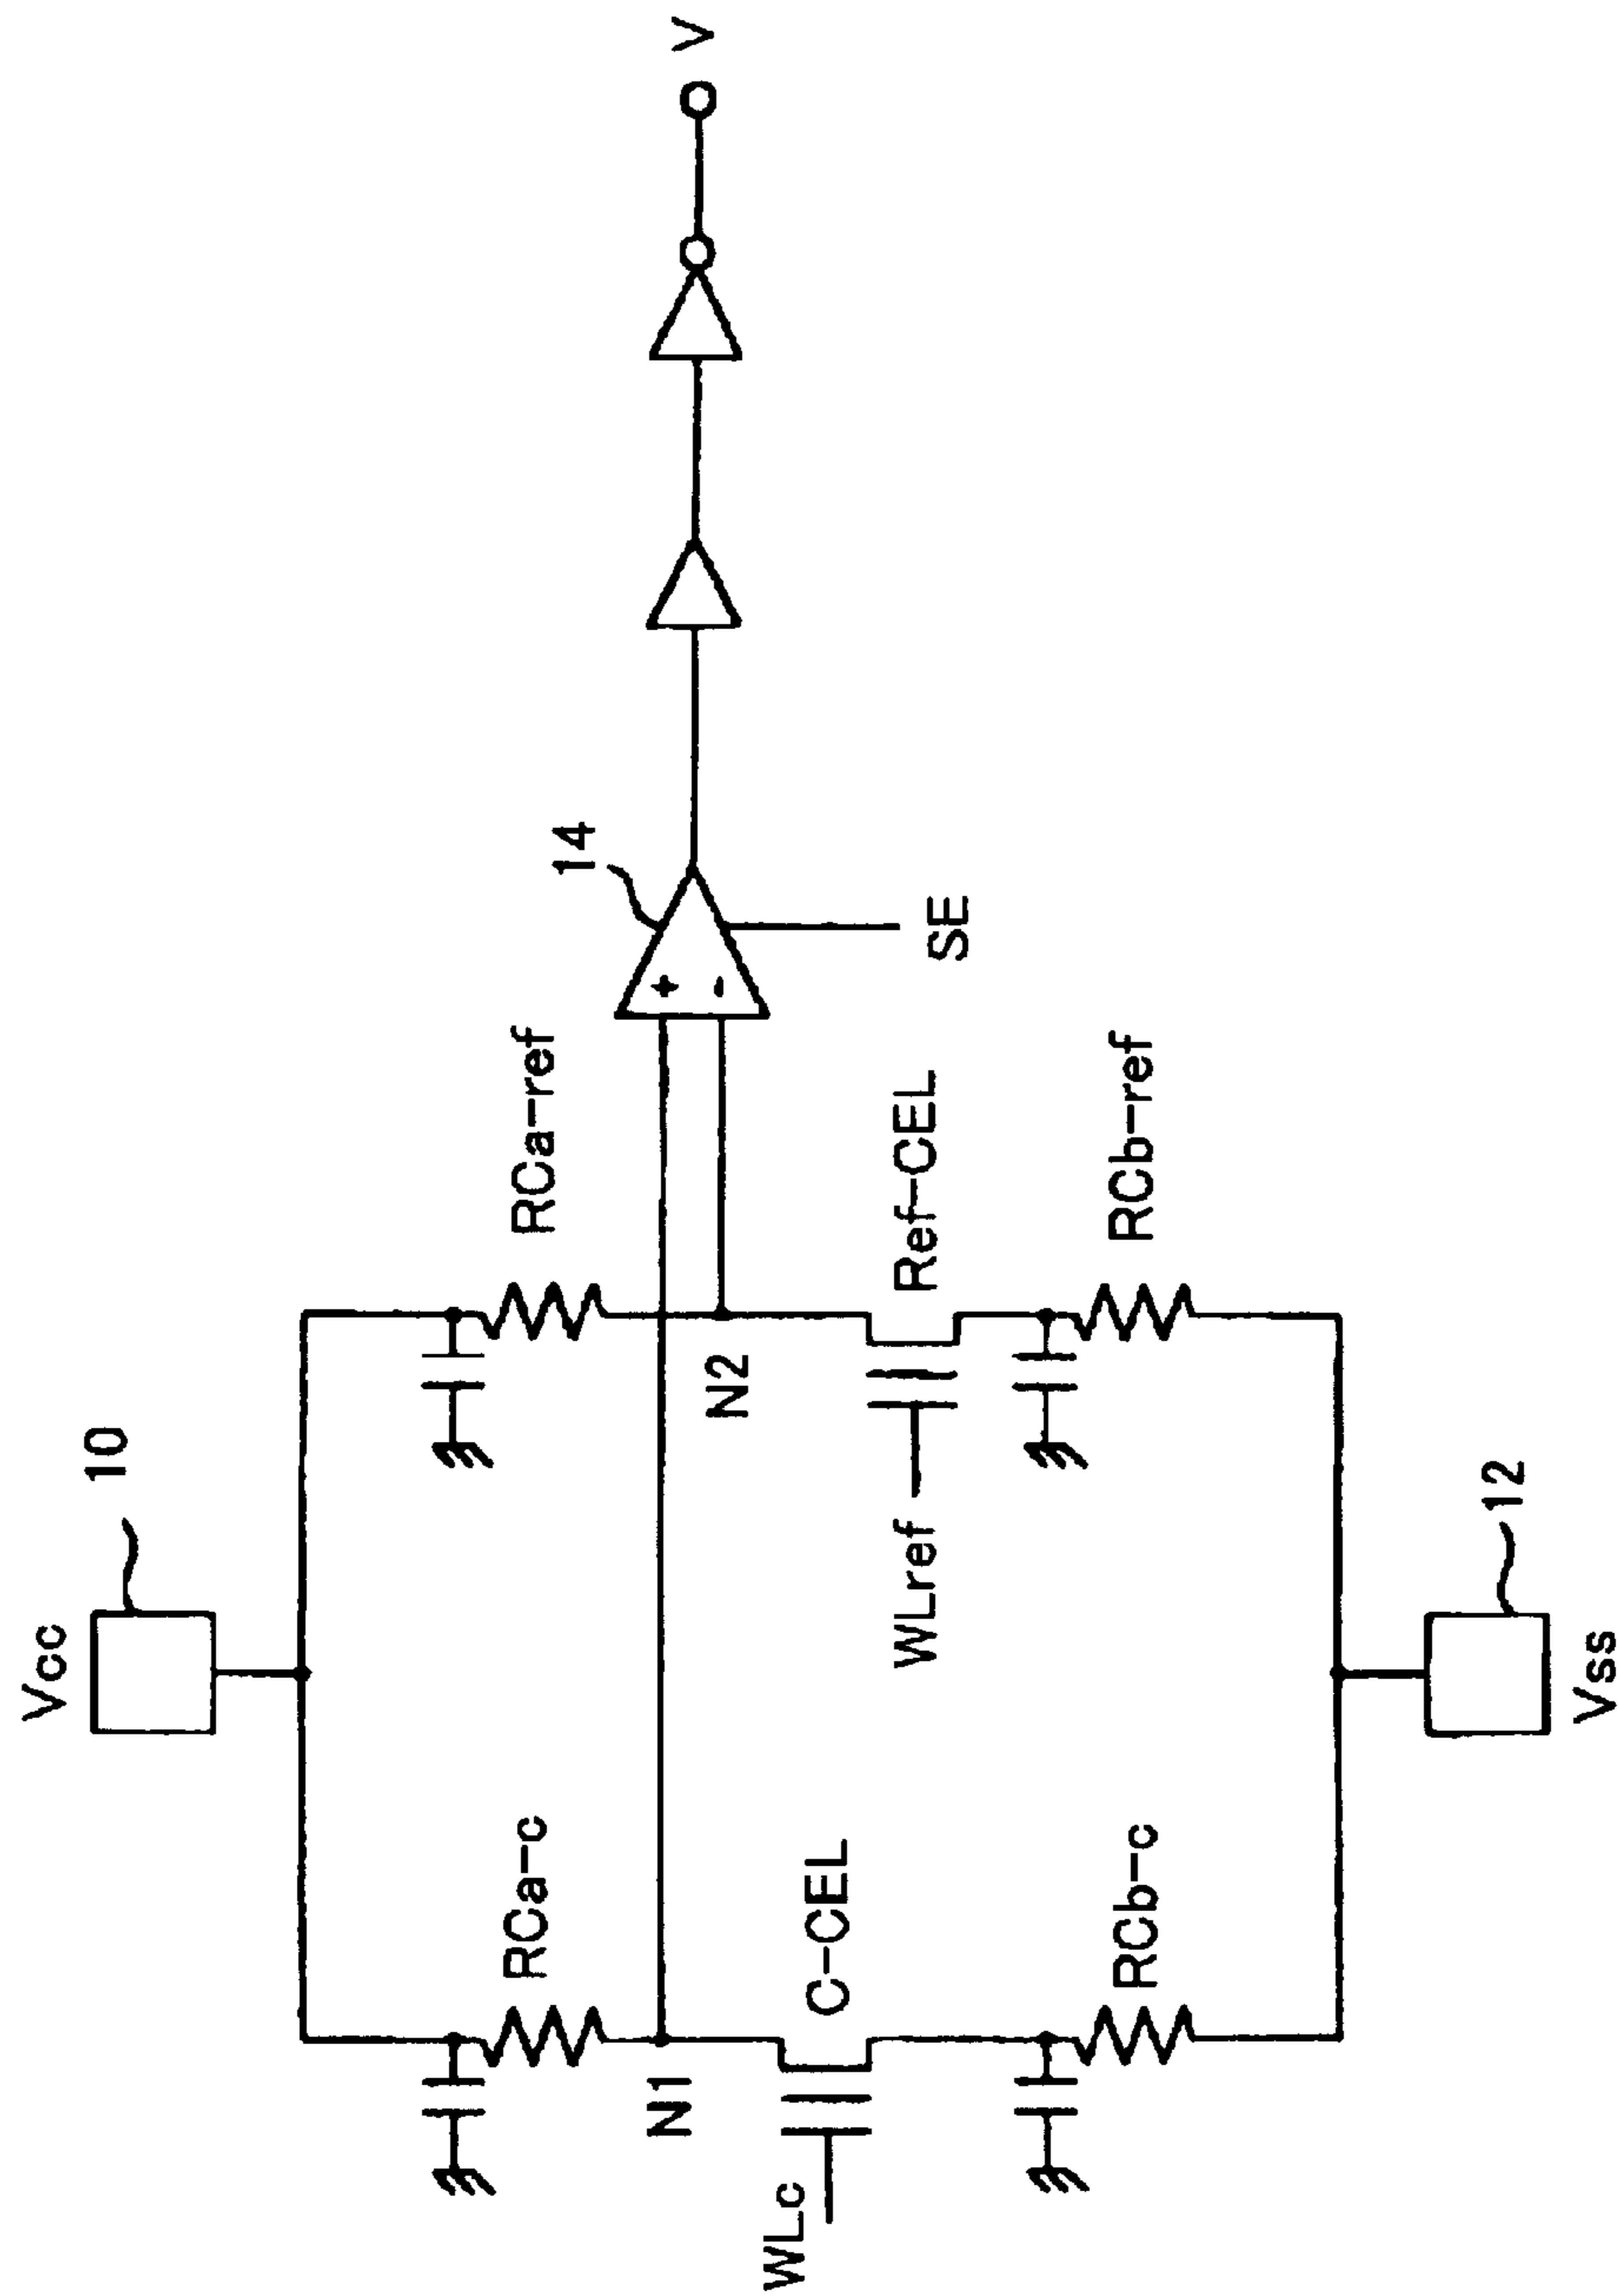 Vcc
10
RCa-c
RCa-ref
14
V
N1
+
-
N2
SE
WLc
C-CEL
WLref
Ref-CEL
RCb-c
RCb-ref
12
Vss